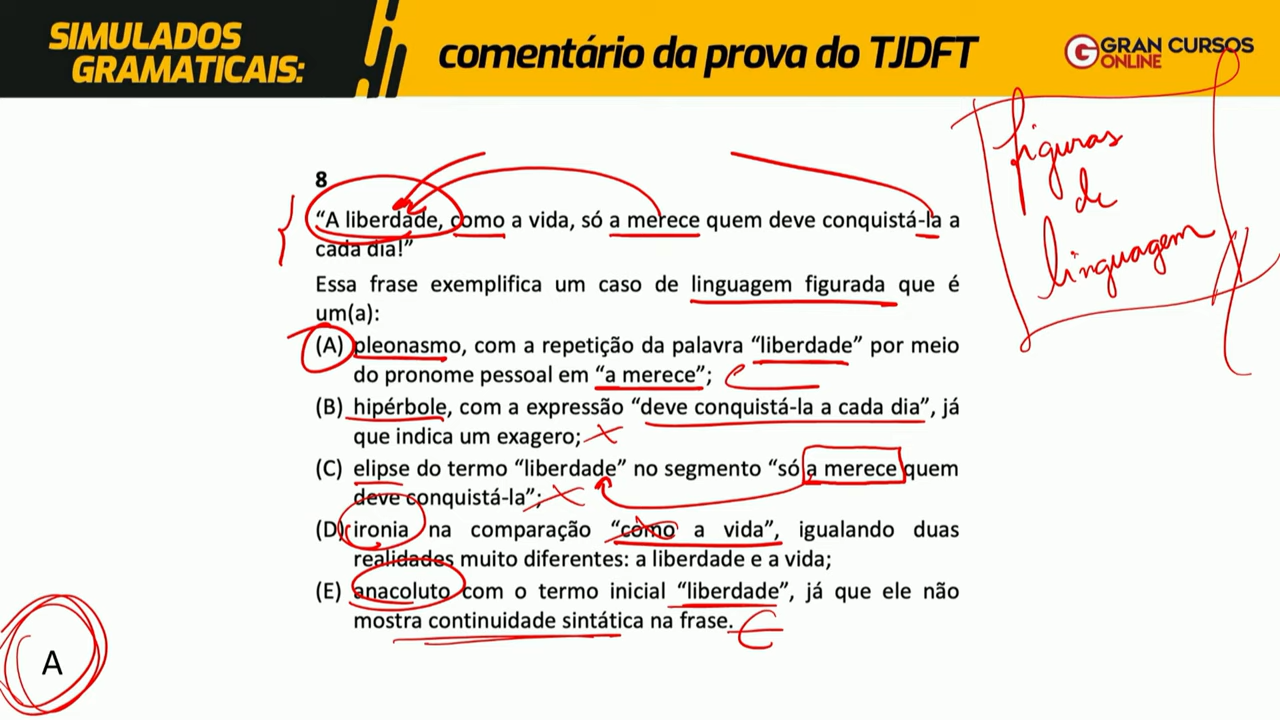 SIMULADOS
GRAMATICAIS:
comentário da prova do TJDFT
G GRAN CURSOS
ONLINE
figuras
de
linguagem
8
“A liberdade, como a vida, só a merece quem deve conquistá-la a
cada dia!”
Essa frase exemplifica um caso de linguagem figurada que é
um(a):
(A) pleonasmo, com a repetição da palavra “liberdade” por meio
do pronome pessoal em “a merece”; C
(B) hipérbole, com a expressão “deve conquistá-la a cada dia”, já
que indica um exagero;
(C) elipse do termo “liberdade” no segmento “só a merece quem
deve conquistá-la”;
(D) ironia na comparação “como a vida”, igualando duas
realidades muito diferentes: a liberdade e a vida;
(E) anacoluto com o termo inicial “liberdade”, já que ele não
mostra continuidade sintática na frase. E
A